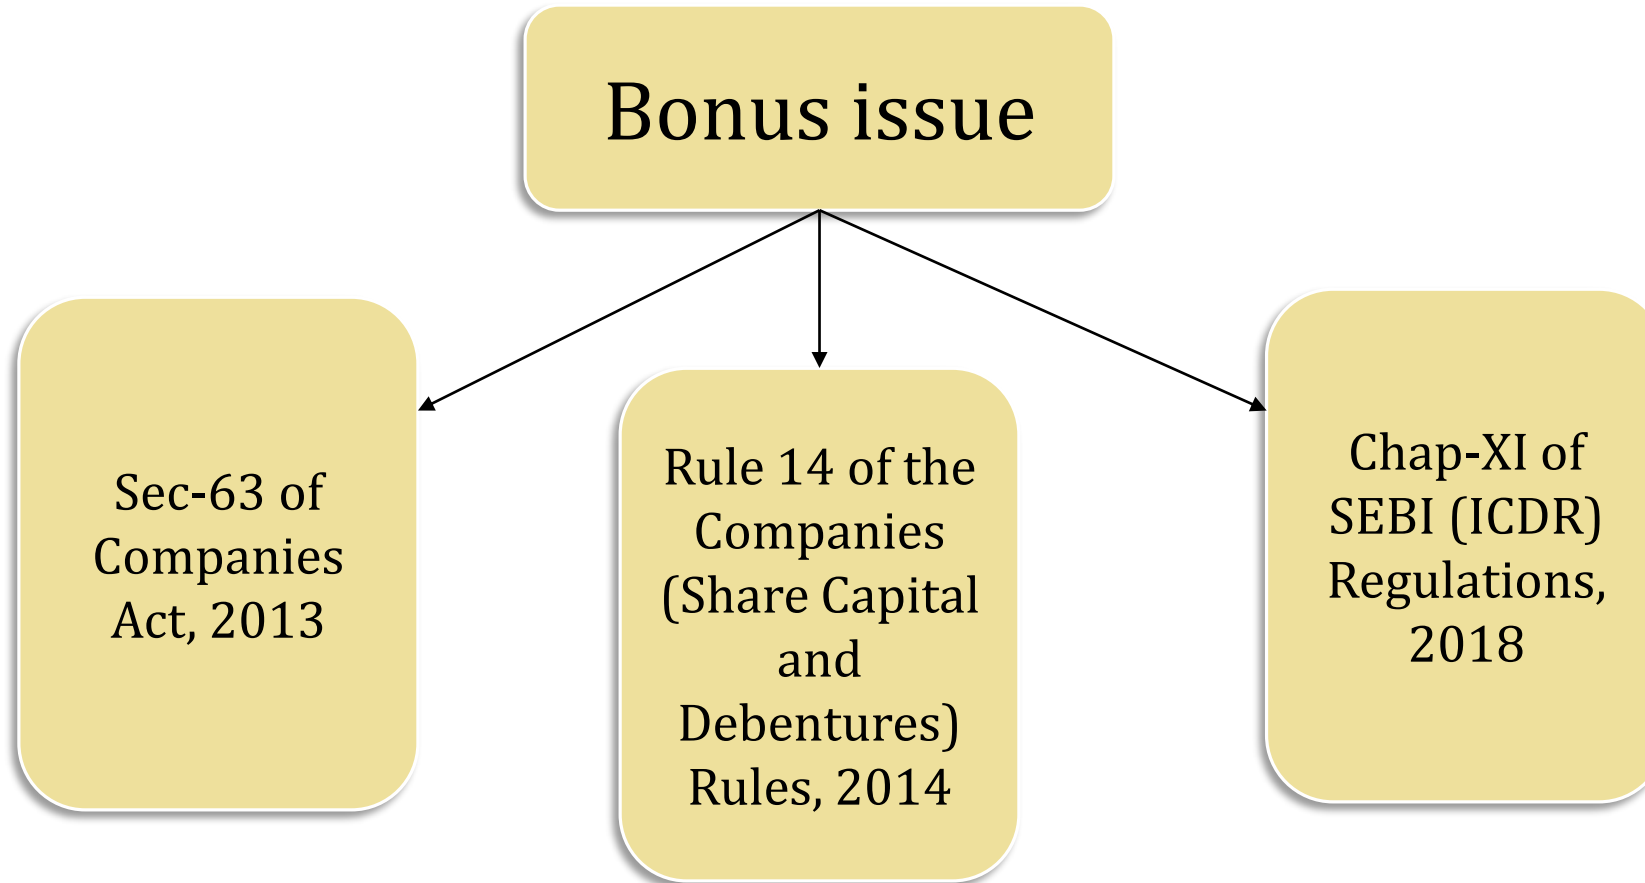 Bonus issue
Sec-63 of
Companies
Act, 2013
Rule 14 of the
Companies
(Share Capital
and
Debentures)
Rules, 2014
Chap-XI of
SEBI (ICDR)
Regulations,
2018